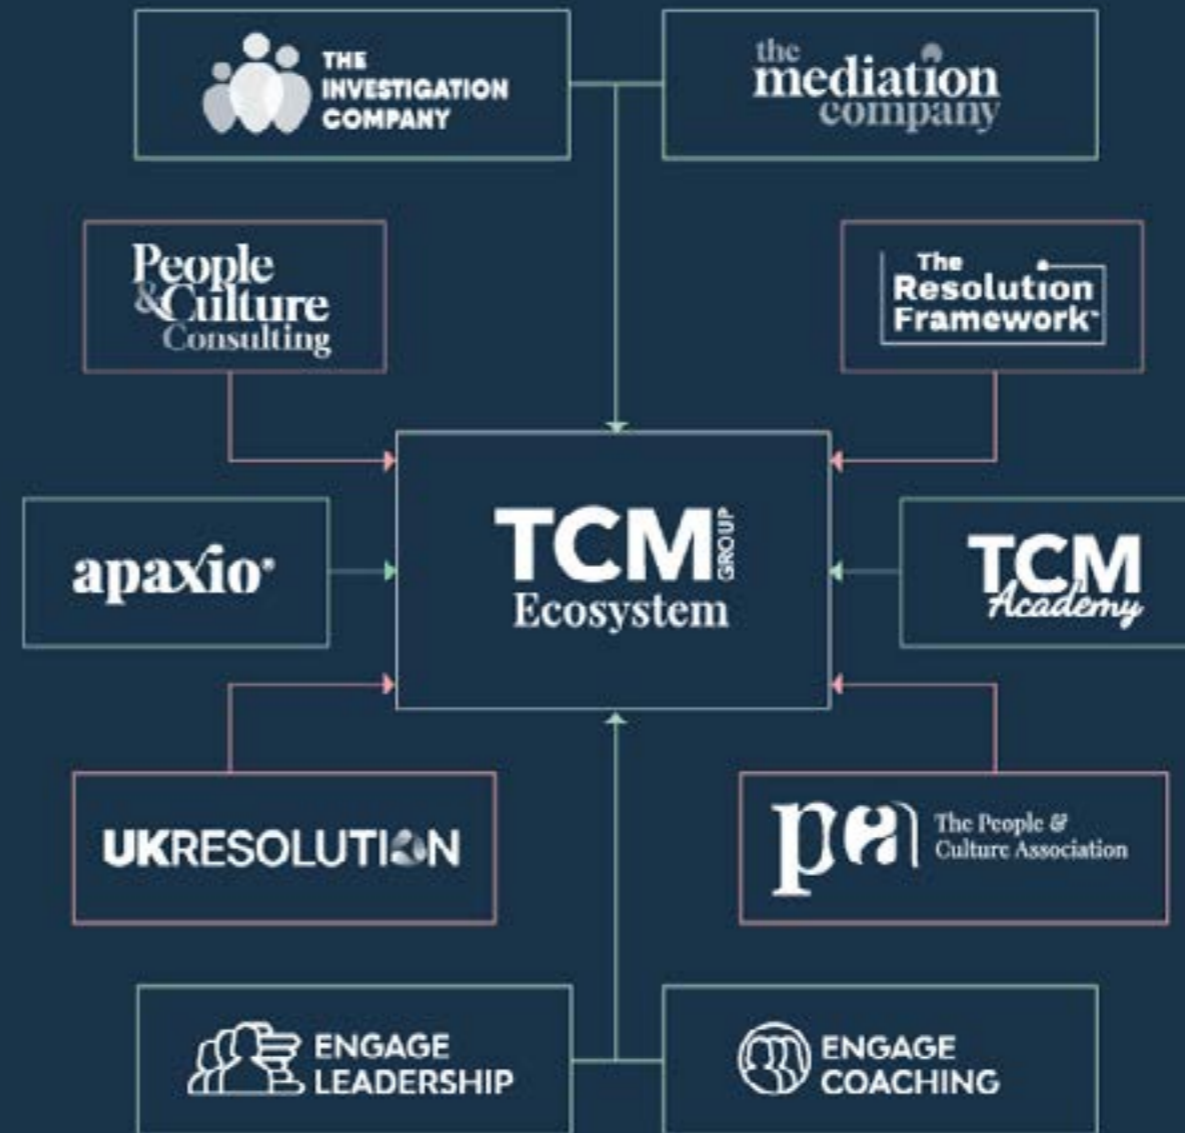 THE
INVESTIGATION
COMPANY
the
mediation
company
People
&Culture
Consulting
The
Resolution
Framework™
apaxio®
TCM GROUP
Ecosystem
TCM
Academy
UKRESOLUTION
pca
The People &
Culture Association
ENGAGE
LEADERSHIP
ENGAGE
COACHING